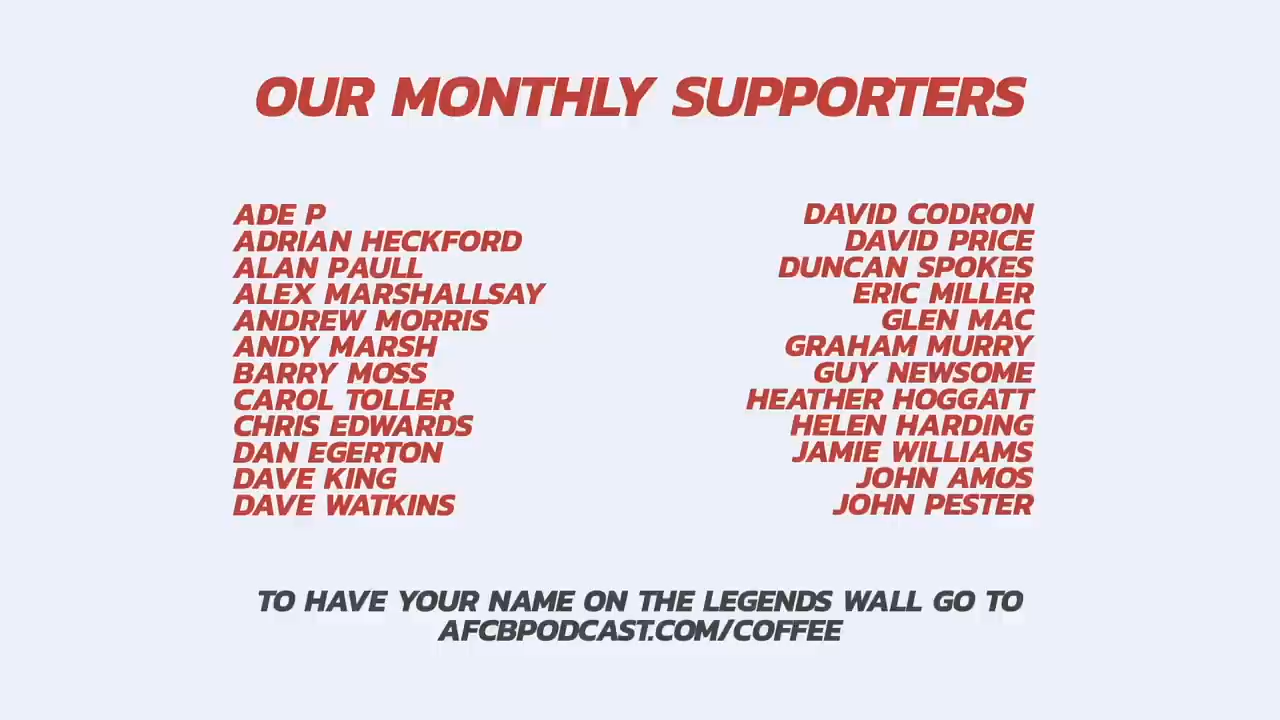 OUR MONTHLY SUPPORTERS
ADE P
ADRIAN HECKFORD
ALAN PAULL
ALEX MARSHALLSAY
ANDREW MORRIS
ANDY MARSH
BARRY MOSS
CAROL TOLLER
CHRIS EDWARDS
DAN EGERTON
DAVE KING
DAVE WATKINS
DAVID CODRON
DAVID PRICE
DUNCAN SPOKES
ERIC MILLER
GLEN MAC
GRAHAM MURRY
GUY NEWSOME
HEATHER HOGGATT
HELEN HARDING
JAMIE WILLIAMS
JOHN AMOS
JOHN PESTER
TO HAVE YOUR NAME ON THE LEGENDS WALL GO TO
AFCBPODCAST.COM/COFFEE